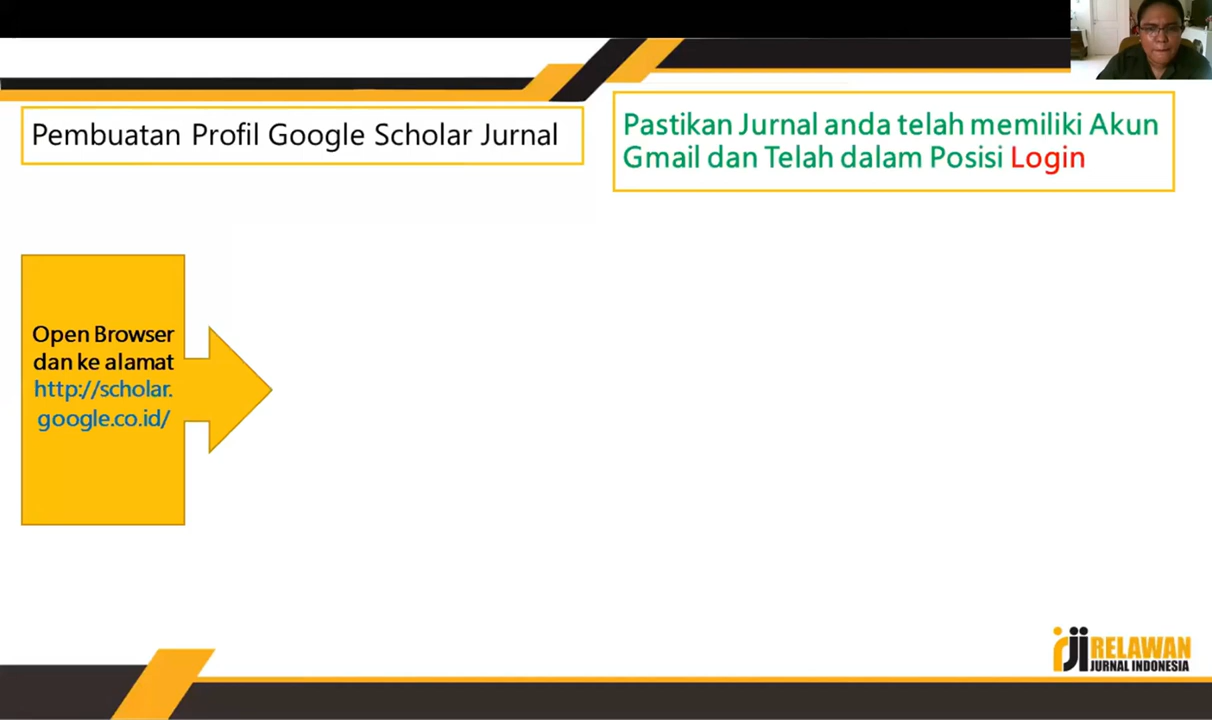 Pembuatan Profil Google Scholar Jurnal
Pastikan Jurnal anda telah memiliki Akun
Gmail dan Telah dalam Posisi Login
Open Browser
dan ke alamat
http://scholar.
google.co.id/
rji RELAWAN
JURNAL INDONESIA